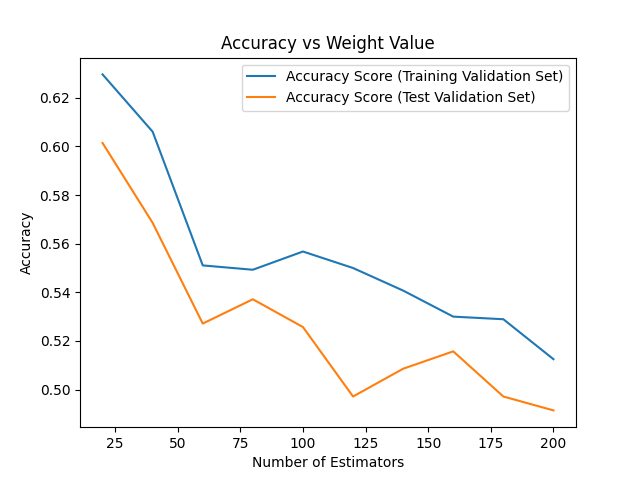 Accuracy vs Weight Value
Accuracy Score (Training Validation Set)
Accuracy Score (Test Validation Set)
Accuracy
0.62
0.60
0.58
0.56
0.54
0.52
0.50
25 50 75 100 125 150 175 200
Number of Estimators